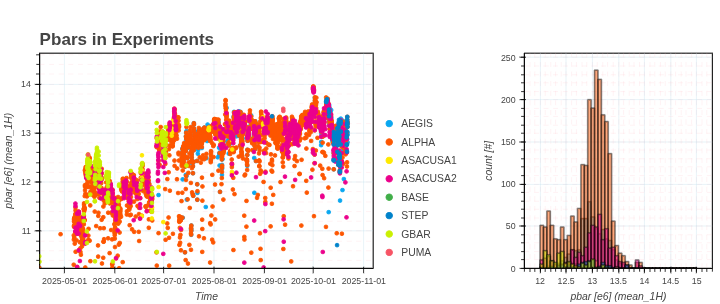 Pbars in Experiments
pbar [e6] (mean_1H)
14
13
12
11
2025-05-01
2025-06-01
2025-07-01
2025-08-01
2025-09-01
2025-10-01
2025-11-01
Time
AEGIS
ALPHA
ASACUSA1
ASACUSA2
BASE
STEP
GBAR
PUMA
count [#]
250
200
150
100
50
0
12
12.5
13
13.5
14
14.5
15
pbar [e6] (mean_1H)